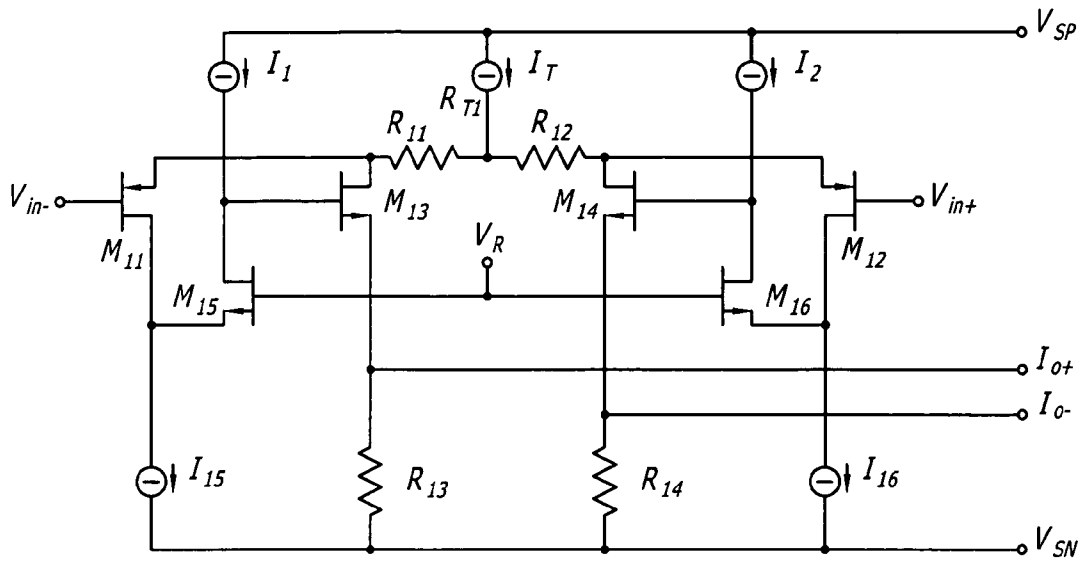 V_SP
I_1
I_T
I_2
R_T1
R_11
R_12
V_in-
M_13
M_14
V_in+
M_11
V_R
M_12
M_15
M_16
I_o+
I_o-
I_15
R_13
R_14
I_16
V_SN